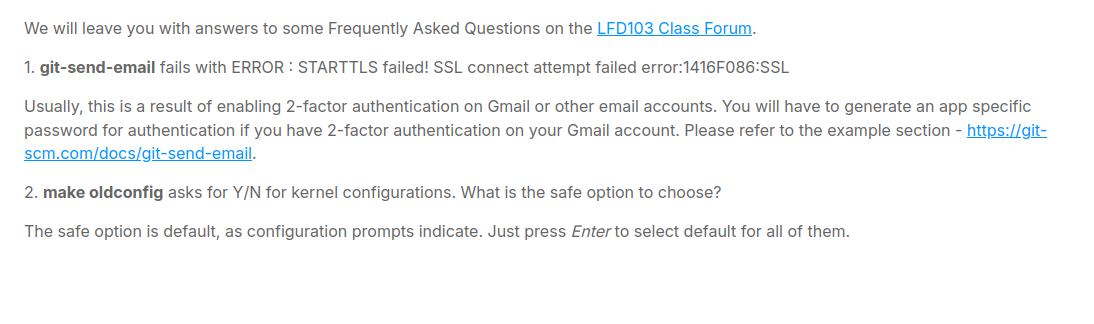 We will leave you with answers to some Frequently Asked Questions on the LFD103 Class Forum.
1. git-send-email fails with ERROR : STARTTLS failed! SSL connect attempt failed error:1416F086:SSL
Usually, this is a result of enabling 2-factor authentication on Gmail or other email accounts. You will have to generate an app specific
password for authentication if you have 2-factor authentication on your Gmail account. Please refer to the example section - https://git-
scm.com/docs/git-send-email.
2. make oldconfig asks for Y/N for kernel configurations. What is the safe option to choose?
The safe option is default, as configuration prompts indicate. Just press Enter to select default for all of them.